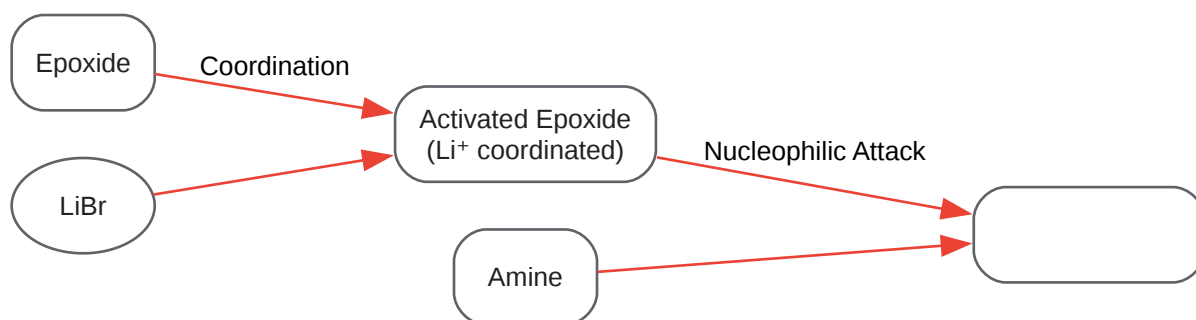 Epoxide
Coordination
LiBr
Activated Epoxide
(Li⁺ coordinated)
Nucleophilic Attack
Amine